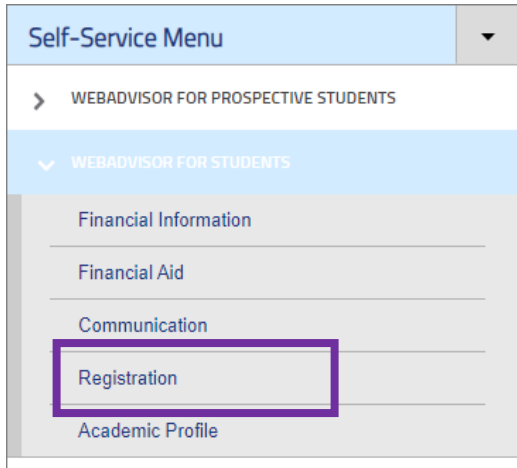 Self-Service Menu
WEBADVISOR FOR PROSPECTIVE STUDENTS
WEBADVISOR FOR STUDENTS
Financial Information
Financial Aid
Communication
Registration
Academic Profile